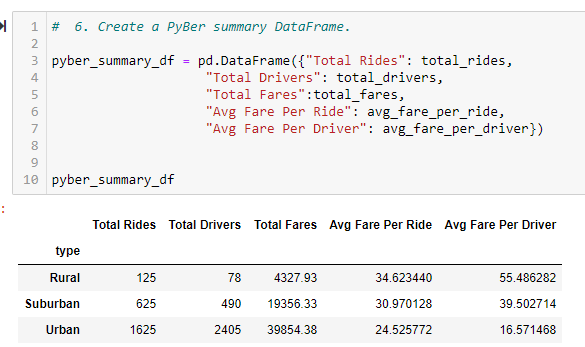 1 # 6. Create a PyBer summary DataFrame.
2
3 pyber_summary_df = pd.DataFrame({"Total Rides": total_rides,
4 "Total Drivers": total_drivers,
5 "Total Fares":total_fares,
6 "Avg Fare Per Ride": avg_fare_per_ride,
7 "Avg Fare Per Driver": avg_fare_per_driver})
8
9
10 pyber_summary_df
:
Total Rides Total Drivers Total Fares Avg Fare Per Ride Avg Fare Per Driver
type
Rural 125 78 4327.93 34.623440 55.486282
Suburban 625 490 19356.33 30.970128 39.502714
Urban 1625 2405 39854.38 24.525772 16.571468